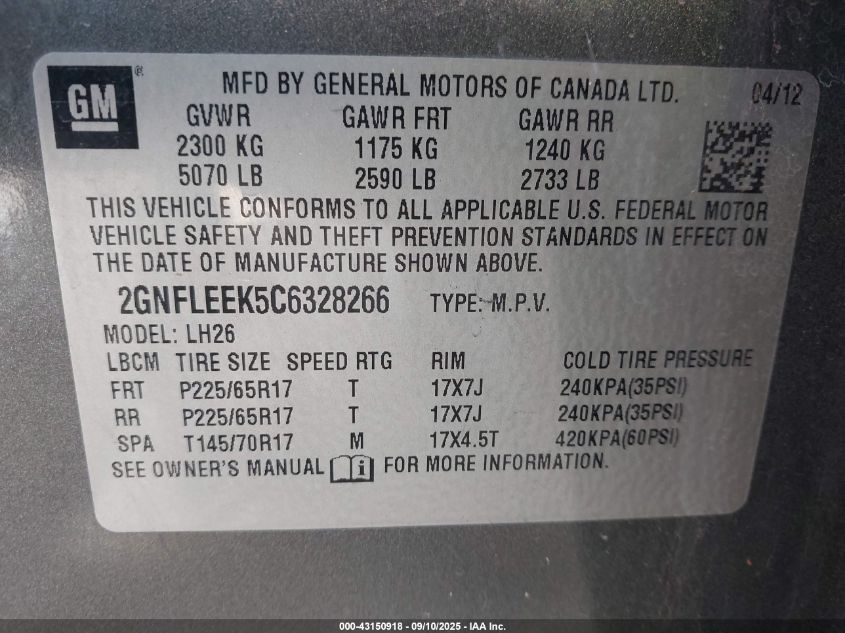 GM ®
MFD BY GENERAL MOTORS OF CANADA LTD. 04/12
GVWR GAWR FRT GAWR RR
2300 KG 1175 KG 1240 KG
5070 LB 2590 LB 2733 LB
THIS VEHICLE CONFORMS TO ALL APPLICABLE U.S. FEDERAL MOTOR
VEHICLE SAFETY AND THEFT PREVENTION STANDARDS IN EFFECT ON
THE DATE OF MANUFACTURE SHOWN ABOVE.
2GNFLEEK5C6328266 TYPE: M.P.V.
MODEL: LH26
LBCM TIRE SIZE SPEED RTG RIM COLD TIRE PRESSURE
FRT P225/65R17 T 17X7J 240KPA(35PSI)
RR P225/65R17 T 17X7J 240KPA(35PSI)
SPA T145/70R17 M 17X4.5T 420KPA(60PSI)
SEE OWNER'S MANUAL i FOR MORE INFORMATION.
000-43150918 - 09/10/2025 - IAA Inc.